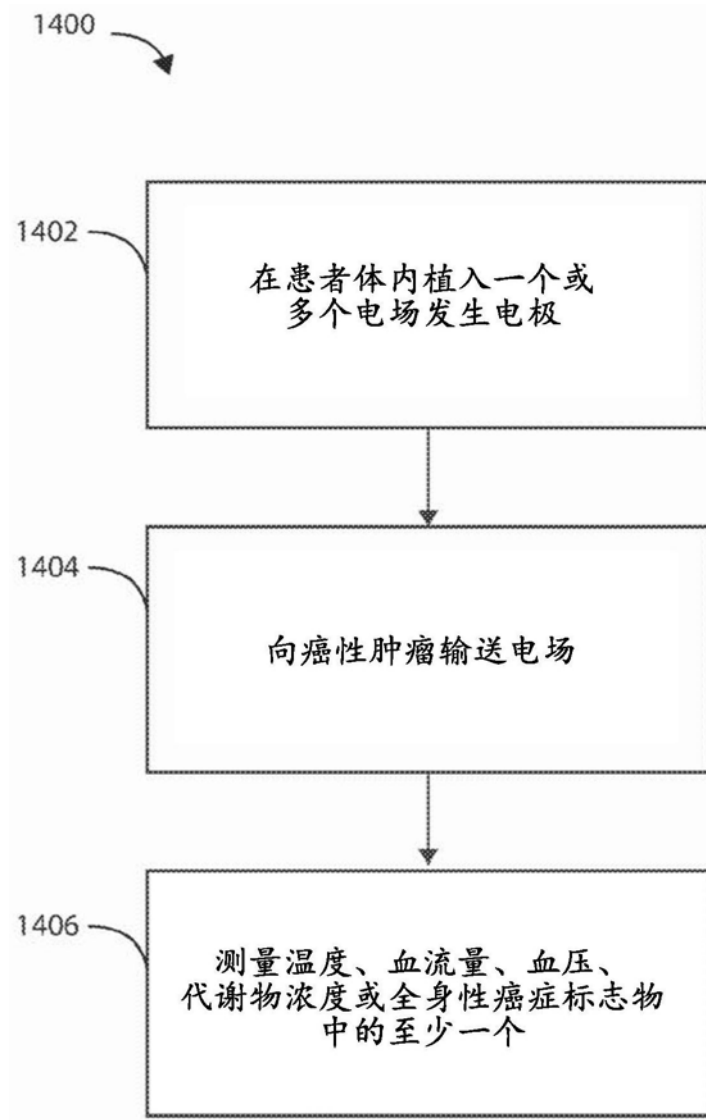 1400
1402
在患者体内植入一个或
多个电场发生电极
1404
向癌性肿瘤输送电场
1406
测量温度、血流量、血压、
代谢物浓度或全身性癌症标志物
中的至少一个